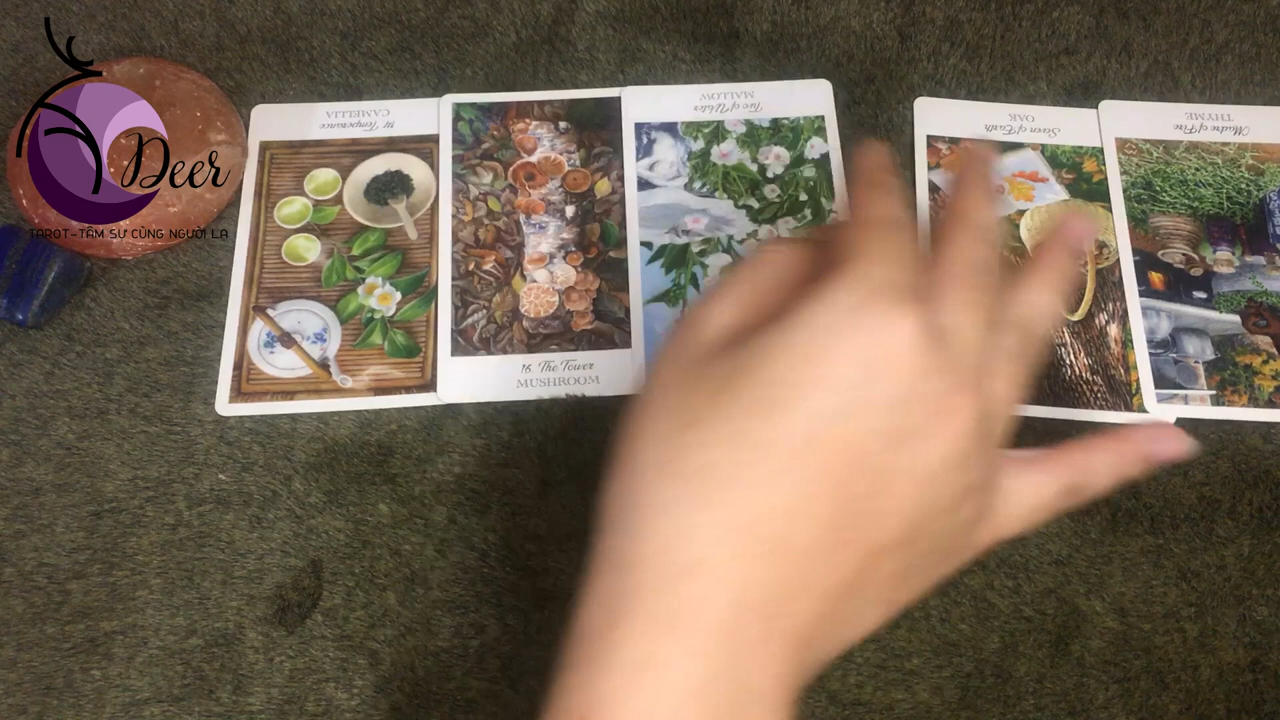 Deer
TAROT-TÂM SỰ CÙNG NGƯỜI LẠ
14. Temperance
CAMELLIA
16. The Tower
MUSHROOM
Two of Water
MALLOW
Seven of Earth
OAK
Maiden of Fire
THYME